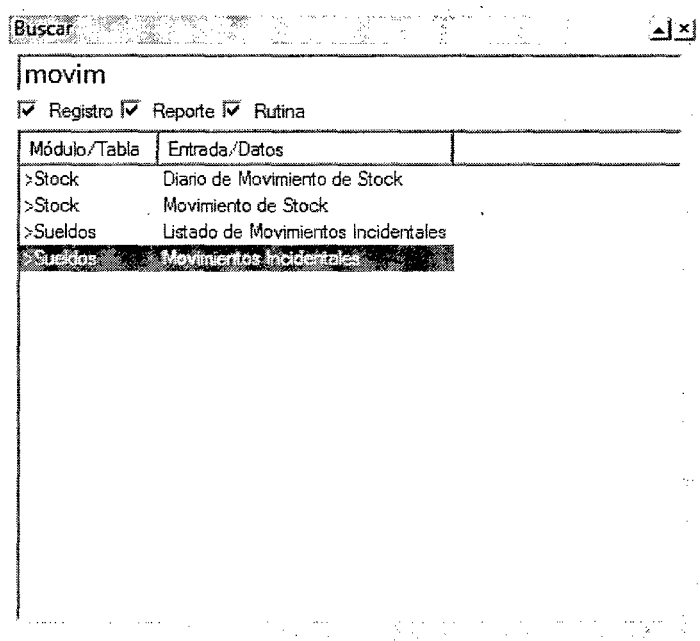 Buscar
movim
Registro Reporte Rutina
Módulo/Tabla Entrada/Datos
>Stock Diario de Movimiento de Stock
>Stock Movimiento de Stock
>Sueldos Listado de Movimientos Incidentales
>Sueldos Movimientos Incidentales